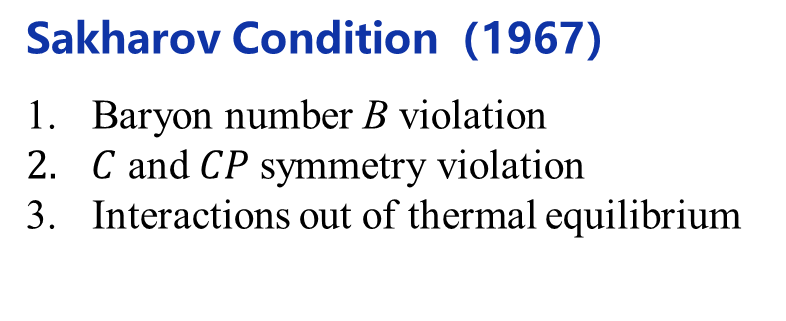 Sakharov Condition (1967)
1. Baryon number B violation
2. C and CP symmetry violation
3. Interactions out of thermal equilibrium